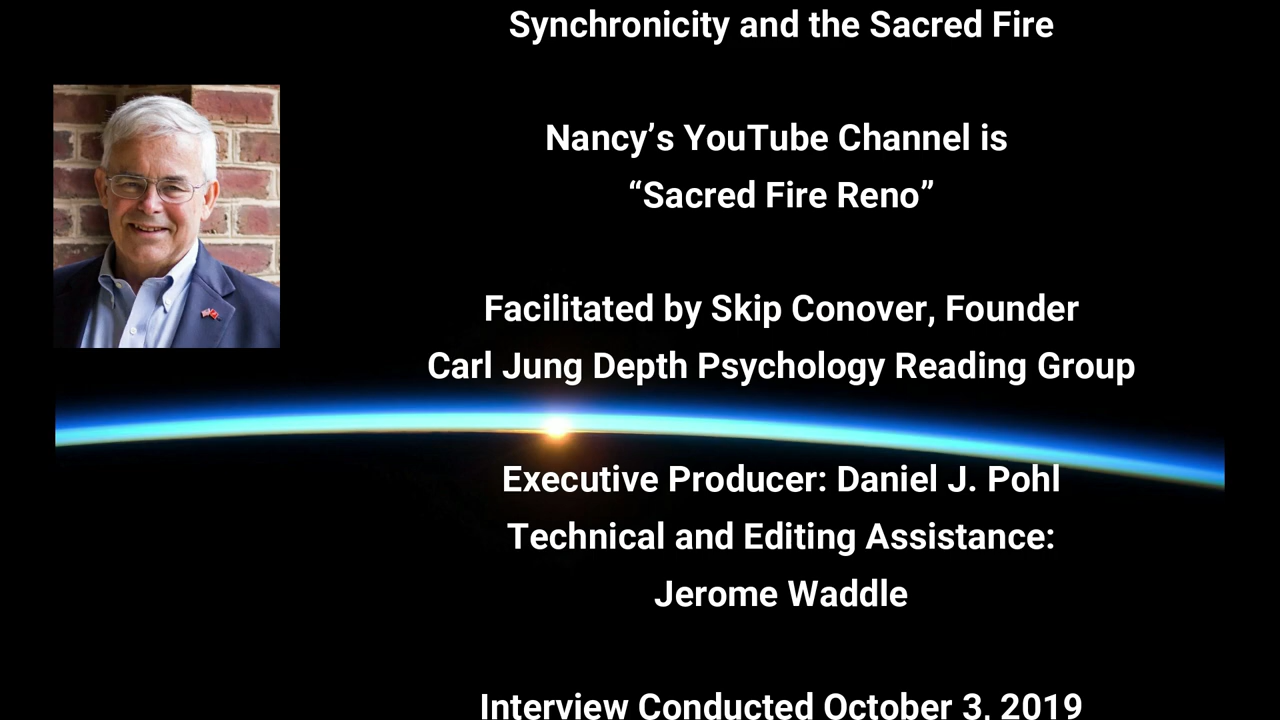 Synchronicity and the Sacred Fire
Nancy’s YouTube Channel is
“Sacred Fire Reno”
Facilitated by Skip Conover, Founder
Carl Jung Depth Psychology Reading Group
Executive Producer: Daniel J. Pohl
Technical and Editing Assistance:
Jerome Waddle
Interview Conducted October 3, 2019